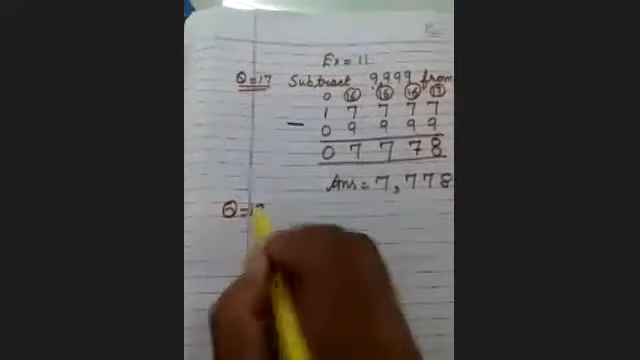 Ex = 11
Q=17 Subtract 9,999 from
0 16 16 16 17
1 7 7 7 7
- 0 9 9 9 9
0 7 7 7 8
Ans = 7,778
Q=1